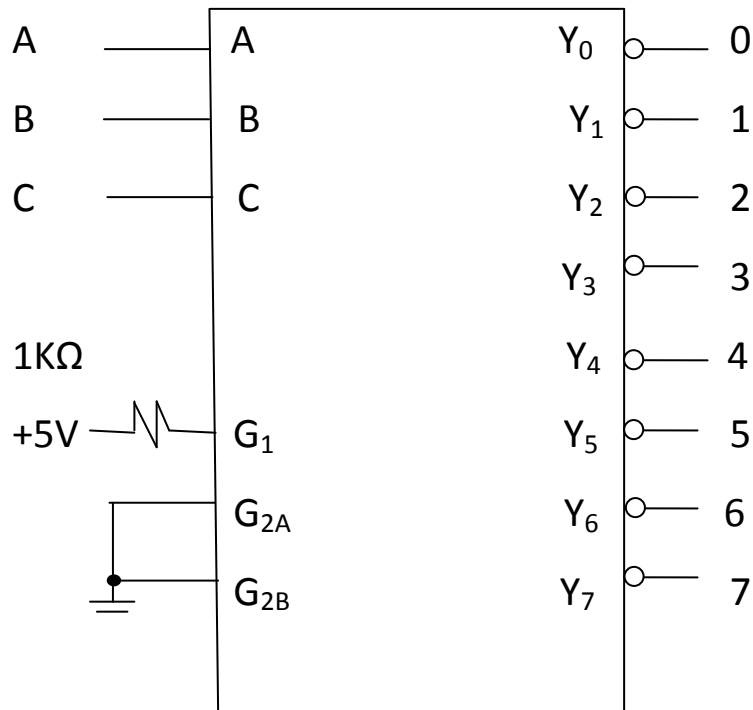 A A Y₀ 0
B B Y₁ 1
C C Y₂ 2
Y₃ 3
1KΩ Y₄ 4
+5V G₁ Y₅ 5
G₂A Y₆ 6
G₂B Y₇ 7